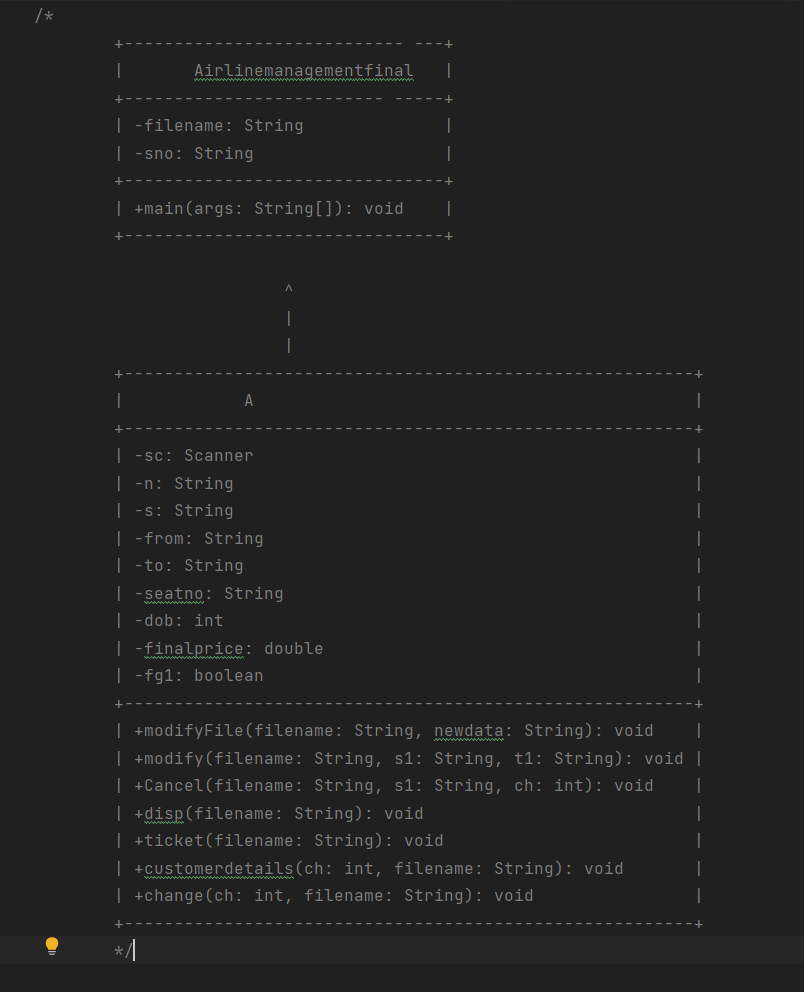 /*
+---------------------------- ---+
|       Airlinemanagementfinal   |
+-------------------------- -----+
| -filename: String              |
| -sno: String                   |
+--------------------------------+
| +main(args: String[]): void    |
+--------------------------------+
^
|
|
+---------------------------------------------------------+
|            A                                            |
+---------------------------------------------------------+
| -sc: Scanner                                            |
| -n: String                                              |
| -s: String                                              |
| -from: String                                           |
| -to: String                                             |
| -seatno: String                                         |
| -dob: int                                               |
| -finalprice: double                                     |
| -fg1: boolean                                           |
+---------------------------------------------------------+
| +modifyFile(filename: String, newdata: String): void    |
| +modify(filename: String, s1: String, t1: String): void |
| +Cancel(filename: String, s1: String, ch: int): void    |
| +disp(filename: String): void                           |
| +ticket(filename: String): void                         |
| +customerdetails(ch: int, filename: String): void       |
| +change(ch: int, filename: String): void                |
+---------------------------------------------------------+
*/